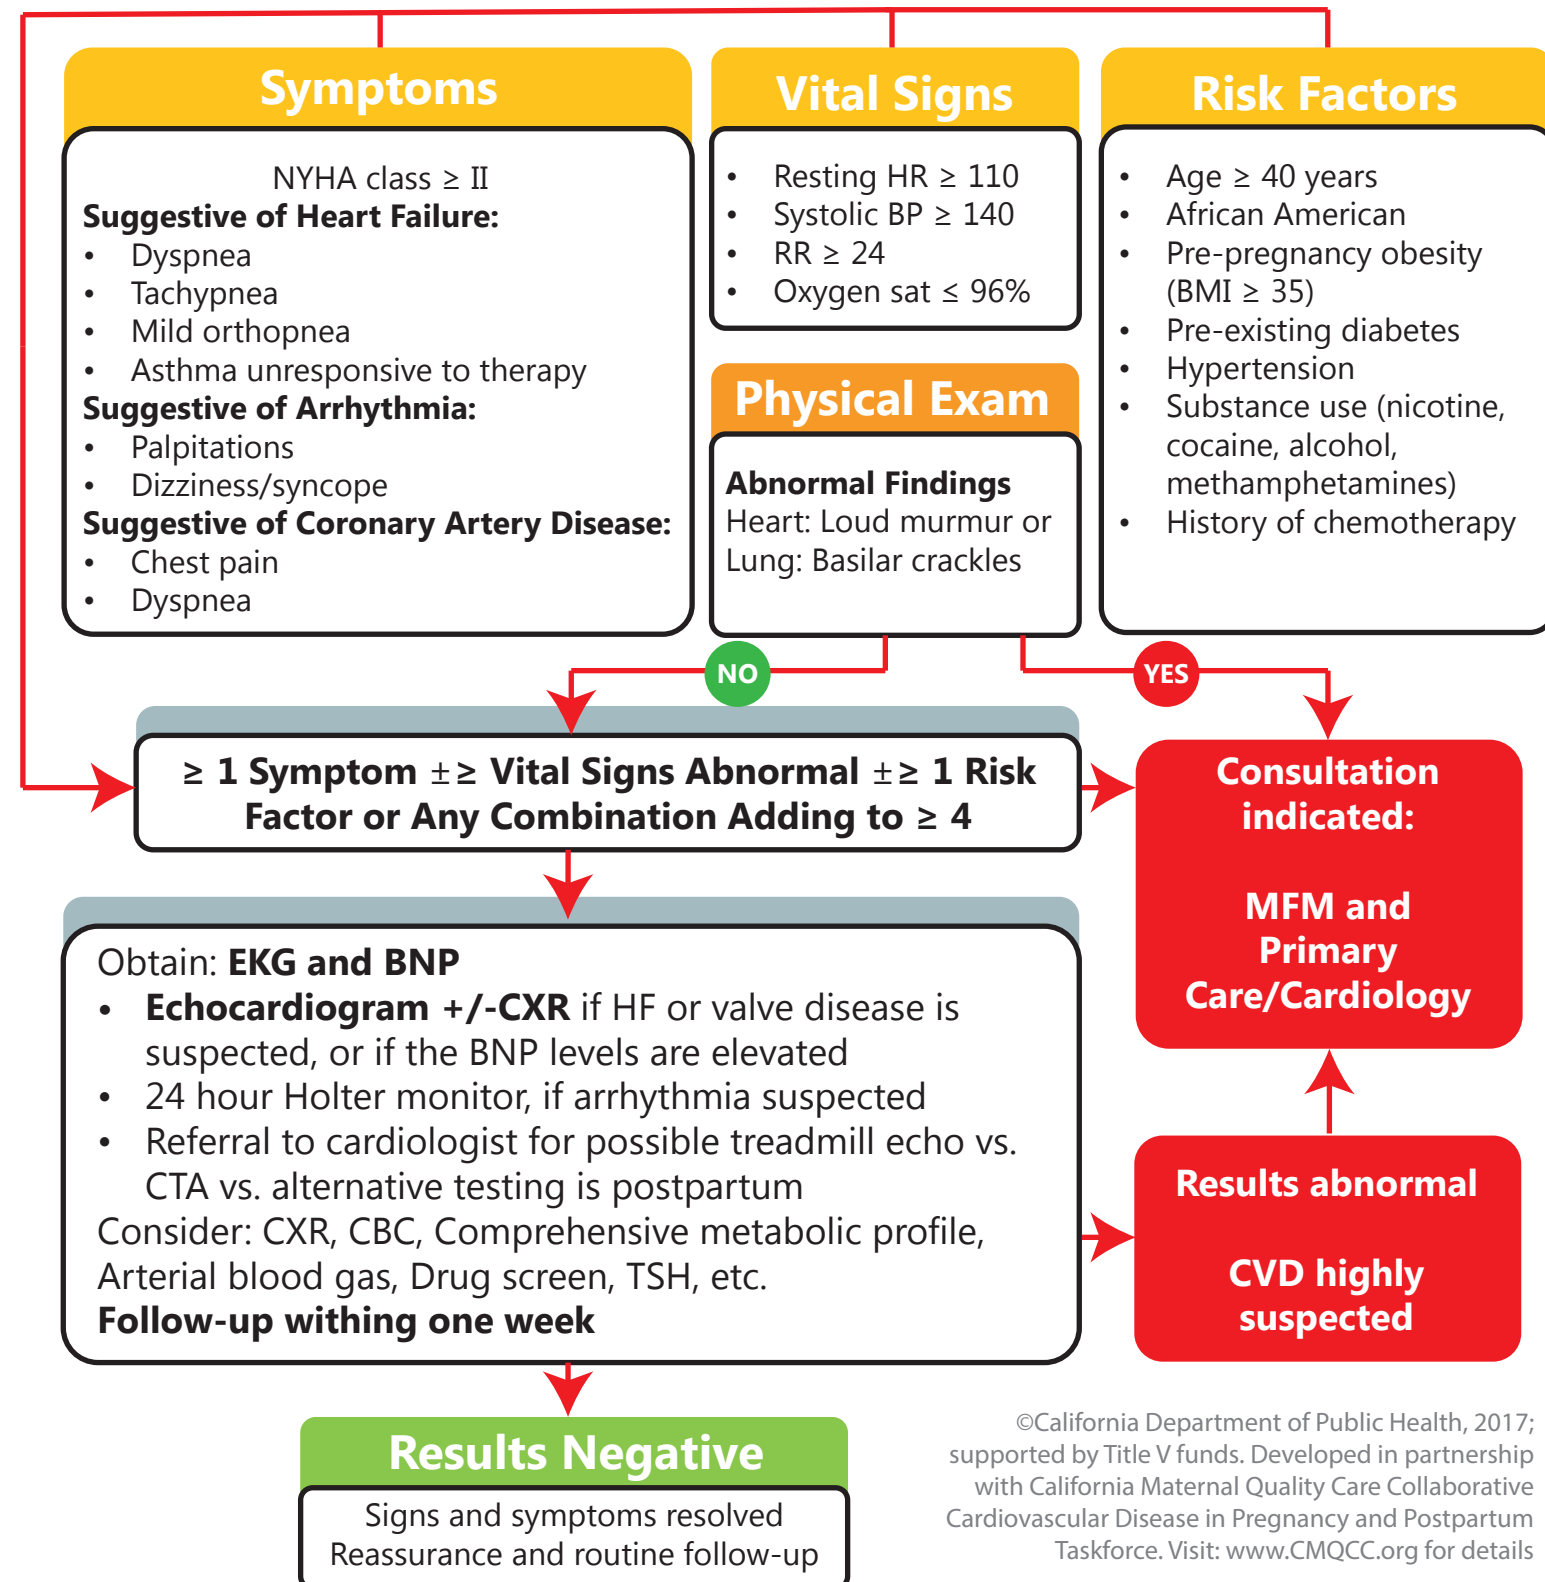 Symptoms
NYHA class ≥ II
Suggestive of Heart Failure:
• Dyspnea
• Tachypnea
• Mild orthopnea
• Asthma unresponsive to therapy
Suggestive of Arrhythmia:
• Palpitations
• Dizziness/syncope
Suggestive of Coronary Artery Disease:
• Chest pain
• Dyspnea
Vital Signs
• Resting HR ≥ 110
• Systolic BP ≥ 140
• RR ≥ 24
• Oxygen sat ≤ 96%
Physical Exam
Abnormal Findings
Heart: Loud murmur or
Lung: Basilar crackles
Risk Factors
• Age ≥ 40 years
• African American
• Pre-pregnancy obesity
(BMI ≥ 35)
• Pre-existing diabetes
• Hypertension
• Substance use (nicotine,
cocaine, alcohol,
methamphetamines)
• History of chemotherapy
NO
YES
≥ 1 Symptom ±≥ Vital Signs Abnormal ±≥ 1 Risk
Factor or Any Combination Adding to ≥ 4
Consultation
indicated:
MFM and
Primary
Care/Cardiology
Obtain: EKG and BNP
• Echocardiogram +/-CXR if HF or valve disease is
suspected, or if the BNP levels are elevated
• 24 hour Holter monitor, if arrhythmia suspected
• Referral to cardiologist for possible treadmill echo vs.
CTA vs. alternative testing is postpartum
Consider: CXR, CBC, Comprehensive metabolic profile,
Arterial blood gas, Drug screen, TSH, etc.
Follow-up withing one week
Results abnormal
CVD highly
suspected
Results Negative
Signs and symptoms resolved
Reassurance and routine follow-up
©California Department of Public Health, 2017;
supported by Title V funds. Developed in partnership
with California Maternal Quality Care Collaborative
Cardiovascular Disease in Pregnancy and Postpartum
Taskforce. Visit: www.CMQCC.org for details